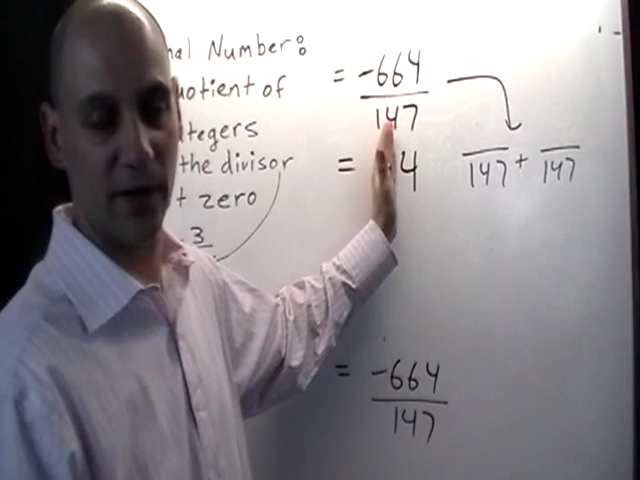 nal Number:
uotient of
tegers
the divisor
t zero
3
= -664
147
= 4
147 + 147
= -664
147